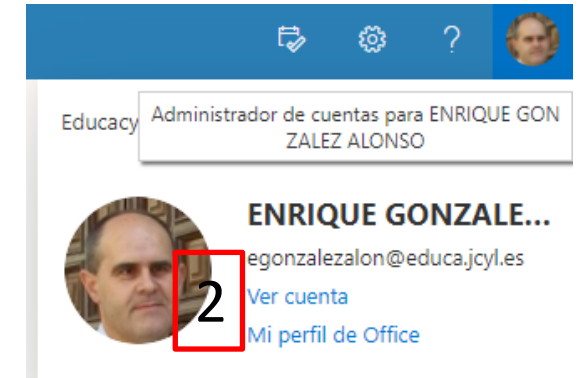 ?
Educacy
Administrador de cuentas para ENRIQUE GON
ZALEZ ALONSO
ENRIQUE GONZALE...
egonzalezalon@educa.jcyl.es
2
Ver cuenta
Mi perfil de Office